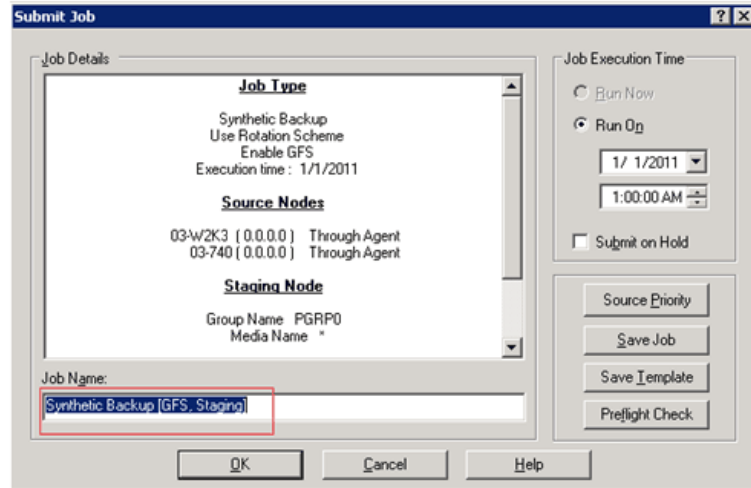 Submit Job
Job Details
Job Type
Synthetic Backup
Use Rotation Scheme
Enable GFS
Execution time : 1/1/2011
Source Nodes
03-W2K3 ( 0.0.0.0 ) Through Agent
03-740 ( 0.0.0.0 ) Through Agent
Staging Node
Group Name PGRP0
Media Name *
Job Name:
Synthetic Backup [GFS, Staging]
Job Execution Time
Run Now
Run On
1/ 1/2011
1:00:00 AM
Submit on Hold
Source Priority
Save Job
Save Template
Preflight Check
OK
Cancel
Help